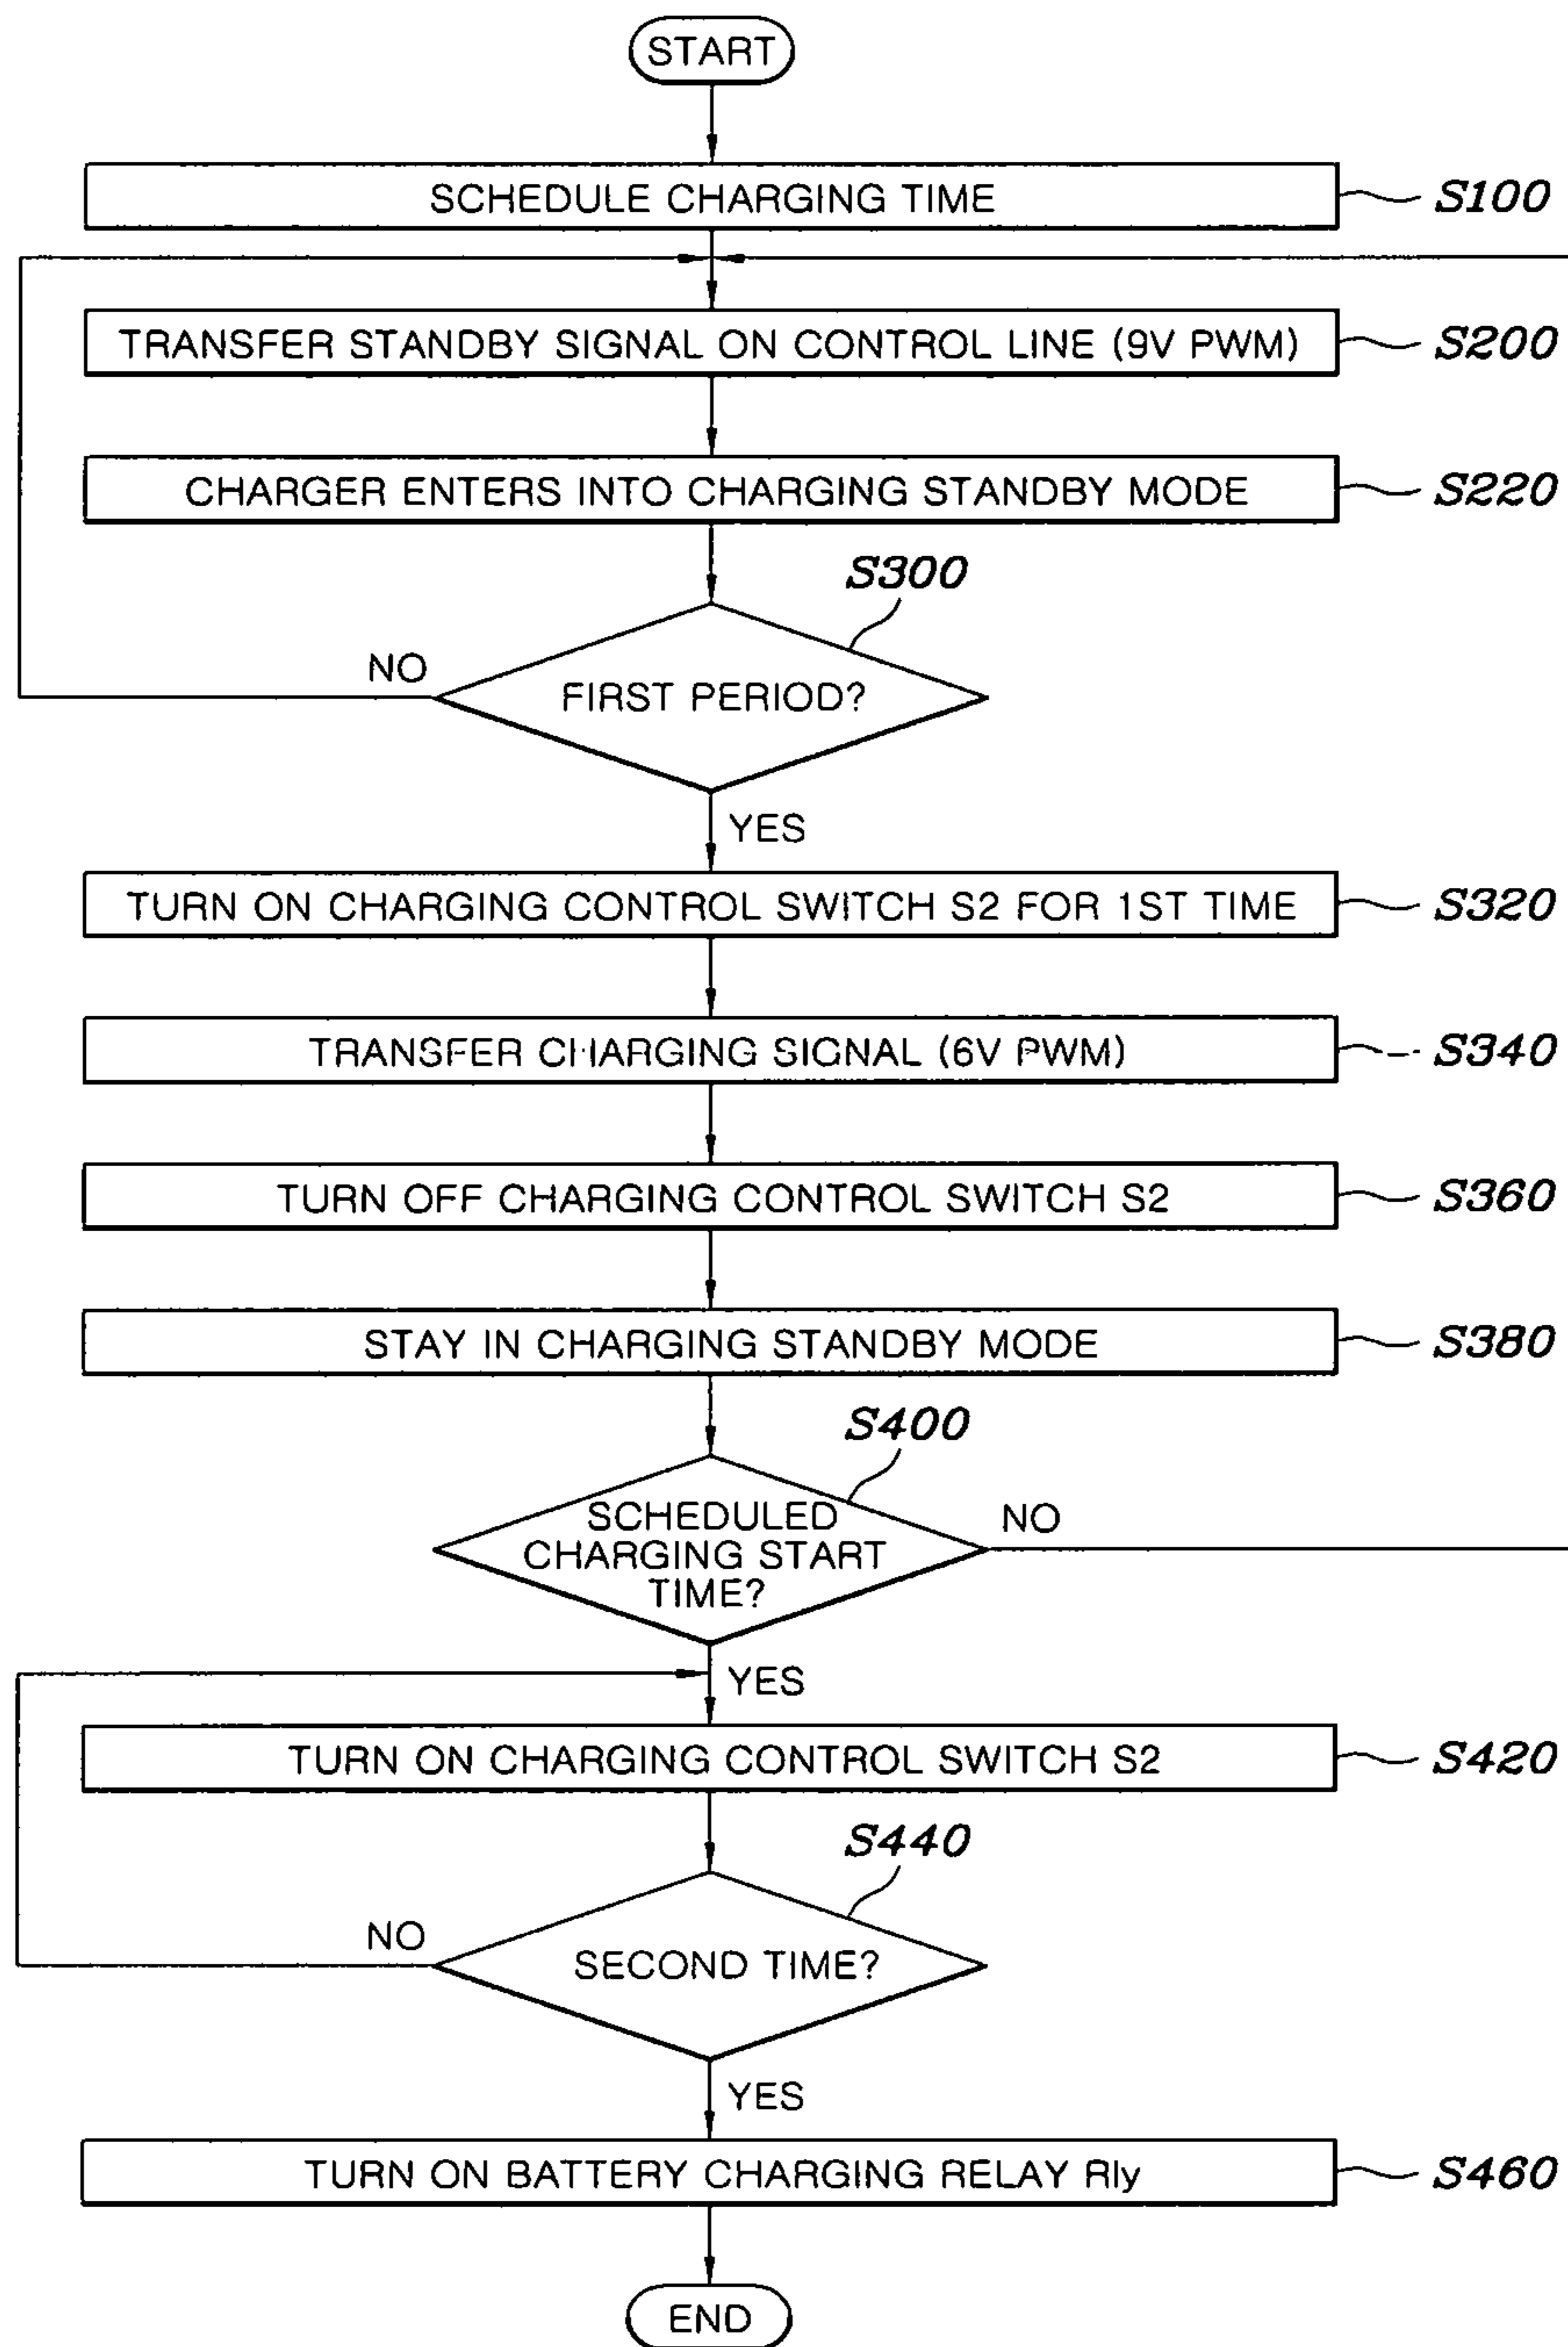 START
SCHEDULE CHARGING TIME
S100
TRANSFER STANDBY SIGNAL ON CONTROL LINE (9V PWM)
S200
CHARGER ENTERS INTO CHARGING STANDBY MODE
S220
S300
NO
FIRST PERIOD?
YES
TURN ON CHARGING CONTROL SWITCH S2 FOR 1ST TIME
S320
TRANSFER CHARGING SIGNAL (6V PWM)
S340
TURN OFF CHARGING CONTROL SWITCH S2
S360
STAY IN CHARGING STANDBY MODE
S380
S400
SCHEDULED
CHARGING START
TIME?
NO
YES
TURN ON CHARGING CONTROL SWITCH S2
S420
S440
NO
SECOND TIME?
YES
TURN ON BATTERY CHARGING RELAY Rly
S460
END